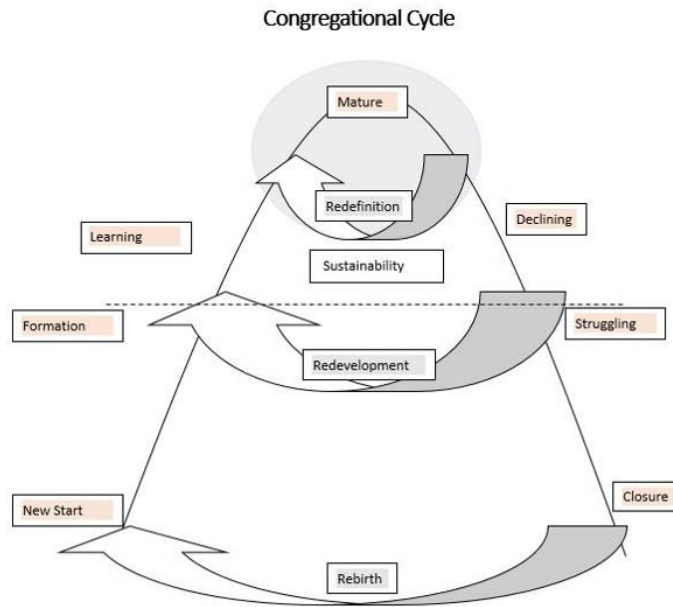 Congregational Cycle
Mature
Redefinition
Declining
Learning
Sustainability
Formation
Struggling
Redevelopment
New Start
Closure
Rebirth